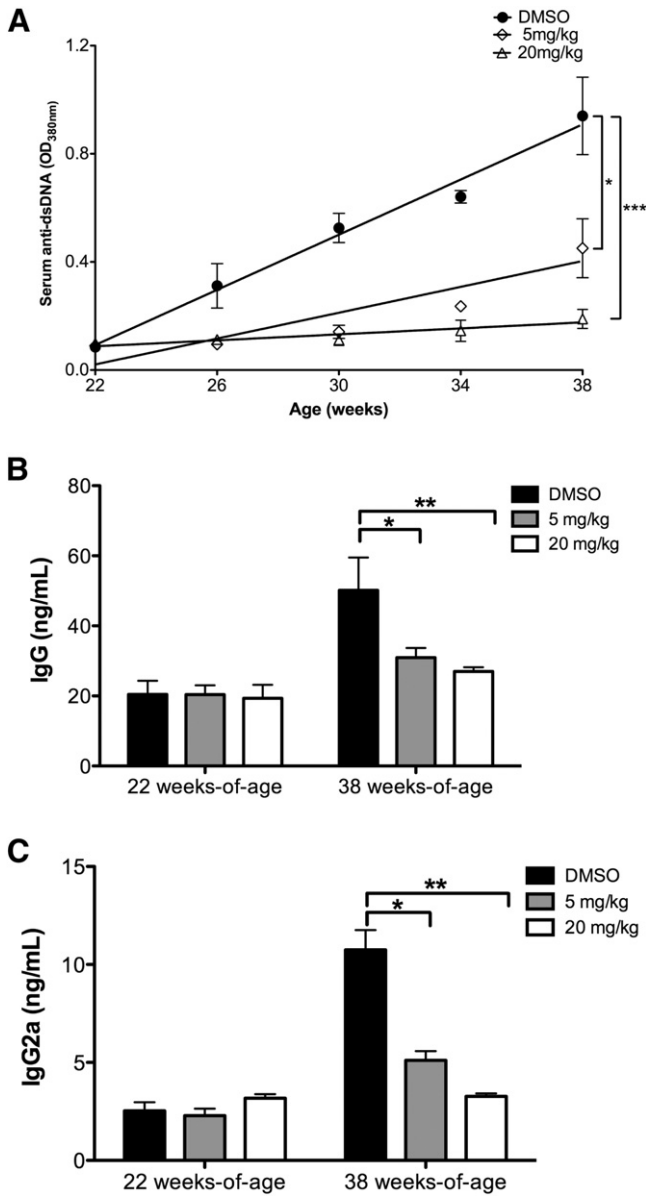 A
DMSO
5mg/kg
20mg/kg
1.2
0.8
0.4
0.0
Serum anti-dsDNA (OD380nm)
*
***
22 26 30 34 38
Age (weeks)
B
DMSO
5 mg/kg
20 mg/kg
80
60
40
20
0
IgG (ng/mL)
**
*
22 weeks-of-age 38 weeks-of-age
C
DMSO
5 mg/kg
20 mg/kg
15
10
5
0
IgG2a (ng/mL)
**
*
22 weeks-of-age 38 weeks-of-age